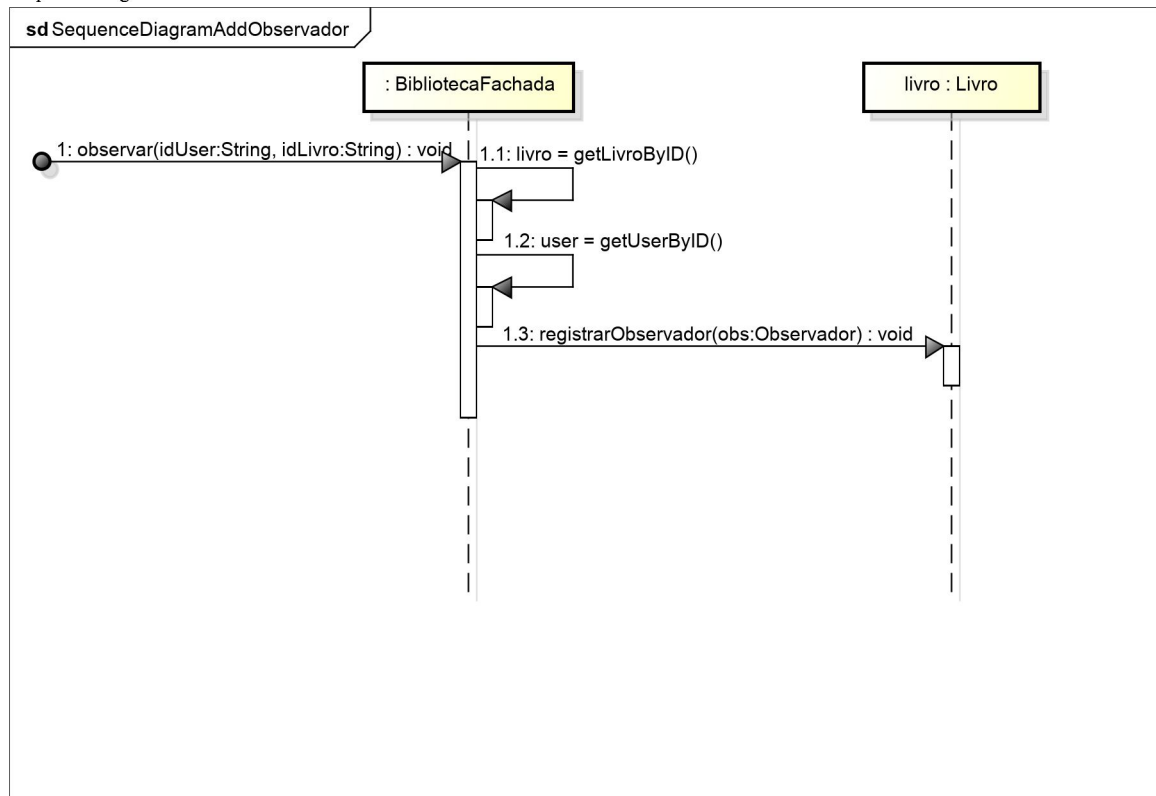 sd SequenceDiagramAddObservador
: BibliotecaFachada
livro : Livro
1: observar(idUser:String, idLivro:String) : void
1.1: livro = getLivroByID()
1.2: user = getUserByID()
1.3: registrarObservador(obs:Observador) : void